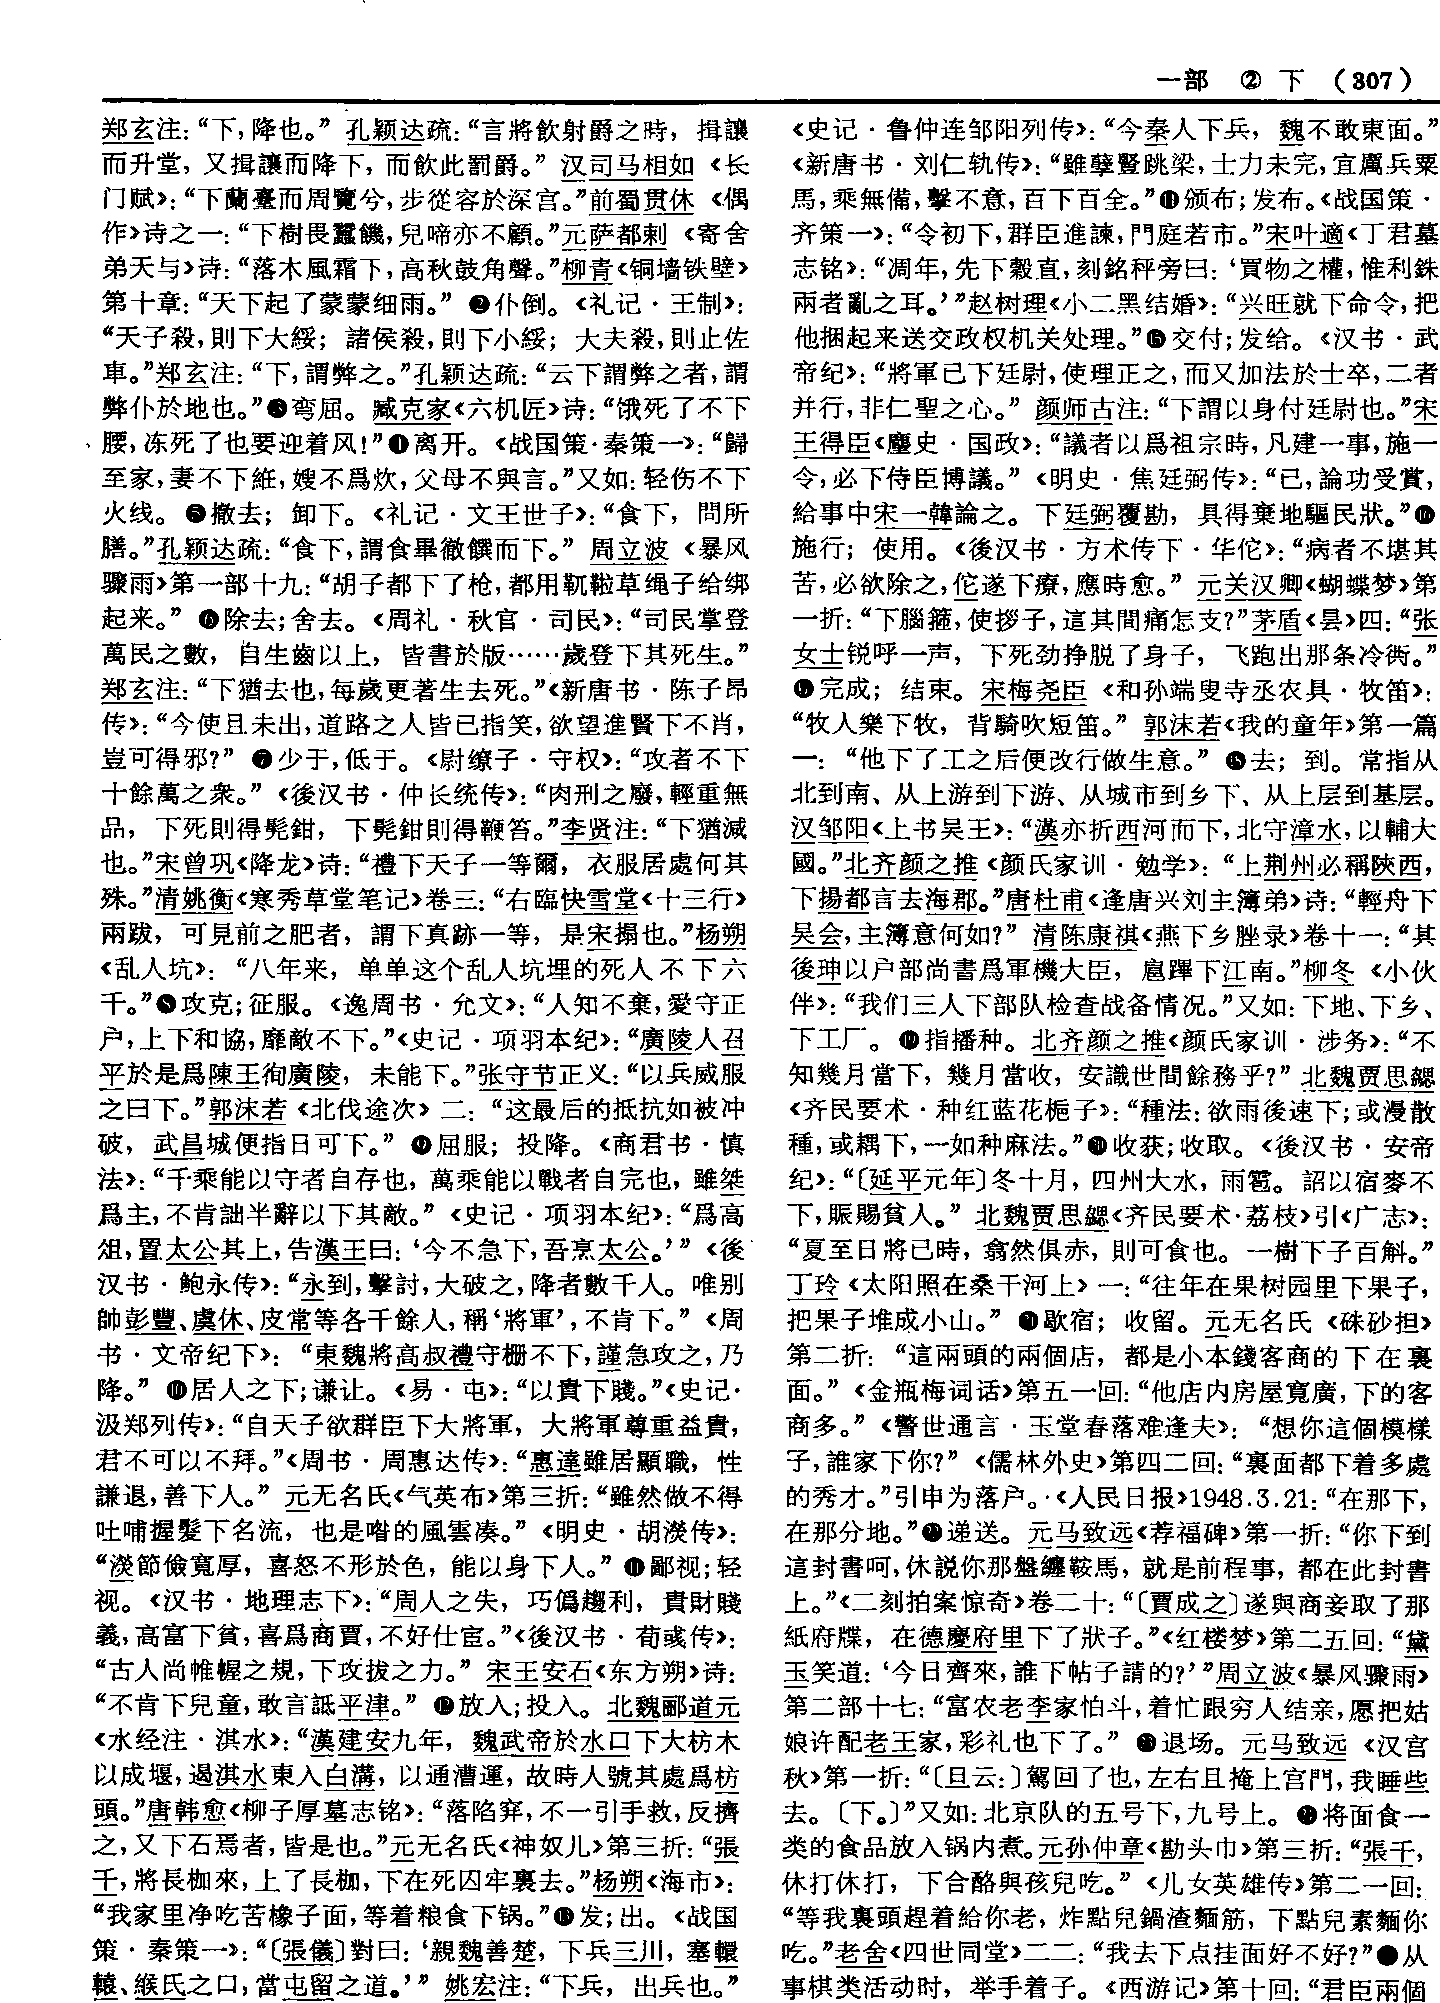 一部 ② 下 （307）
郑玄注：“下，降也。” 孔颖达疏：“言將飲射爵之時，揖讓
而升堂，又揖讓而降下，而飲此罰爵。” 汉司马相如《长
门赋》：“下蘭臺而周覽兮，步從容於深宫。”前蜀贯休《偶
作》诗之一：“下樹畏蠶饑，兒啼亦不顧。”元萨都剌《寄舍
弟天与》诗：“落木風霜下，高秋鼓角聲。”柳青《铜墙铁壁》
第十章：“天下起了蒙蒙细雨。” ❷仆倒。《礼记·王制》：
“天子殺，則下大綏；諸侯殺，則下小綏；大夫殺，則止佐
車。”郑玄注：“下，謂弊之。”孔颖达疏：“云下謂弊之者，謂
弊仆於地也。”❸弯屈。臧克家《六机匠》诗：“饿死了不下
腰，冻死了也要迎着风！”❹离开。《战国策·秦策一》：“歸
至家，妻不下絍，嫂不爲炊，父母不與言。”又如：轻伤不下
火线。❺撤去；卸下。《礼记·文王世子》：“食下，問所
膳。”孔颖达疏：“食下，謂食畢徹饌而下。” 周立波《暴风
骤雨》第一部十九：“胡子都下了枪，都用靰鞡草绳子给绑
起来。” ❻除去；舍去。《周礼·秋官·司民》：“司民掌登
萬民之數，自生齒以上，皆書於版……歲登下其死生。”
郑玄注：“下猶去也，每歲更著生去死。”《新唐书·陈子昂
传》：“今使且未出，道路之人皆已指笑，欲望進賢下不肖，
豈可得邪？” ❼少于，低于。《尉缭子·守权》：“攻者不下
十餘萬之衆。”《後汉书·仲长统传》：“肉刑之廢，輕重無
品，下死則得髡鉗，下髡鉗則得鞭笞。”李贤注：“下猶減
也。”宋曾巩《降龙》诗：“禮下天子一等爾，衣服居處何其
殊。”清姚衡《寒秀草堂笔记》卷三：“右臨快雪堂《十三行》
兩跋，可見前之肥者，謂下真跡一等，是宋搨也。”杨朔
《乱人坑》：“八年来，单单这个乱人坑埋的死人不下六
千。”❽攻克；征服。《逸周书·允文》：“人知不棄，愛守正
户，上下和協，靡敵不下。”《史记·项羽本纪》：“廣陵人召
平於是爲陳王徇廣陵，未能下。”张守节正义：“以兵威服
之曰下。”郭沫若《北伐途次》二：“这最后的抵抗如被冲
破，武昌城便指日可下。” ❾屈服；投降。《商君书·慎
法》：“千乘能以守者自存也，萬乘能以戰者自完也，雖桀
爲主，不肯詘半辭以下其敵。”《史记·项羽本纪》：“爲高
俎，置太公其上，告漢王曰：‘今不急下，吾烹太公。’”《後
汉书·鲍永传》：“永到，擊討，大破之，降者數千人。唯别
帥彭豐、虞休、皮常等各千餘人，稱‘將軍’，不肯下。”《周
书·文帝纪下》：“東魏將高叔禮守栅不下，謹急攻之，乃
降。” ❿居人之下；谦让。《易·屯》：“以貴下賤。”《史记·
汲郑列传》：“自天子欲群臣下大將軍，大將軍尊重益貴，
君不可以不拜。”《周书·周惠达传》：“惠達雖居顯職，性
謙退，善下人。” 元无名氏《气英布》第三折：“雖然做不得
吐哺握髮下名流，也是喒的風雲凑。”《明史·胡濙传》：
“濙節儉寬厚，喜怒不形於色，能以身下人。” ⓫鄙视；轻
视。《汉书·地理志下》：“周人之失，巧僞趨利，貴財賤
義，高富下貧，喜爲商賈，不好仕宦。”《後汉书·荀彧传》：
“古人尚帷幄之規，下攻拔之力。” 宋王安石《东方朔》诗：
“不肯下兒童，敢言詆平津。” ⓬放入；投入。北魏郦道元
《水经注·淇水》：“漢建安九年，魏武帝於水口下大枋木
以成堰，遏淇水東入白溝，以通漕運，故時人號其處爲枋
頭。”唐韩愈《柳子厚墓志铭》：“落陷穽，不一引手救，反擠
之，又下石焉者，皆是也。”元无名氏《神奴儿》第三折：“張
千，將長枷來，上了長枷，下在死囚牢裏去。”杨朔《海市》：
“我家里净吃苦橡子面，等着粮食下锅。”⓭发；出。《战国
策·秦策一》：“〔張儀〕對曰：‘親魏善楚，下兵三川，塞轘
轅、緱氏之口，當屯留之道。’” 姚宏注：“下兵，出兵也。”
《史记·鲁仲连邹阳列传》：“今秦人下兵，魏不敢東面。”
《新唐书·刘仁轨传》：“雖孽豎跳梁，士力未完，宜厲兵粟
馬，乘無備，擊不意，百下百全。”⓮颁布；发布。《战国策·
齐策一》：“令初下，群臣進諫，門庭若市。”宋叶適《丁君墓
志铭》：“凋年，先下穀直，刻銘秤旁曰：‘買物之權，惟利銖
兩者亂之耳。’”赵树理《小二黑结婚》：“兴旺就下命令，把
他捆起来送交政权机关处理。”⓯交付；发给。《汉书·武
帝纪》：“將軍已下廷尉，使理正之，而又加法於士卒，二者
并行，非仁聖之心。” 颜师古注：“下謂以身付廷尉也。”宋
王得臣《麈史·国政》：“議者以爲祖宗時，凡建一事，施一
令，必下侍臣博議。”《明史·焦廷弼传》：“已，論功受賞，
給事中宋一韓論之。下廷弼覆勘，具得棄地驅民狀。”⓰
施行；使用。《後汉书·方术传下·华佗》：“病者不堪其
苦，必欲除之，佗遂下療，應時愈。” 元关汉卿《蝴蝶梦》第
一折：“下腦箍，使拶子，這其間痛怎支？”茅盾《昙》四：“张
女士锐呼一声，下死劲挣脱了身子，飞跑出那条冷衖。”
⓱完成；结束。宋梅尧臣《和孙端叟寺丞农具·牧笛》：
“牧人樂下牧，背騎吹短笛。” 郭沫若《我的童年》第一篇
一：“他下了工之后便改行做生意。” ⓲去；到。常指从
北到南、从上游到下游、从城市到乡下、从上层到基层。
汉邹阳《上书吴王》：“漢亦折西河而下，北守漳水，以輔大
國。”北齐颜之推《颜氏家训·勉学》：“上荆州必稱陝西，
下揚都言去海郡。”唐杜甫《逢唐兴刘主簿弟》诗：“輕舟下
吴会，主簿意何如？” 清陈康祺《燕下乡脞录》卷十一：“其
後珅以户部尚書爲軍機大臣，扈蹕下江南。”柳冬《小伙
伴》：“我们三人下部队检查战备情况。”又如：下地、下乡、
下工厂。⓳指播种。北齐颜之推《颜氏家训·涉务》：“不
知幾月當下，幾月當收，安識世間餘務乎？”北魏贾思勰
《齐民要术·种红蓝花栀子》：“種法：欲雨後速下；或漫散
種，或耦下，一如种麻法。”⓴收获；收取。《後汉书·安帝
纪》：“〔延平元年〕冬十月，四州大水，雨雹。詔以宿麥不
下，賑賜貧人。” 北魏贾思勰《齐民要术·荔枝》引《广志》：
“夏至日將已時，翕然俱赤，則可食也。一樹下子百斛。”
丁玲《太阳照在桑干河上》一：“往年在果树园里下果子，
把果子堆成小山。” ㉑歇宿；收留。元无名氏《硃砂担》
第二折：“這兩頭的兩個店，都是小本錢客商的下在裏
面。”《金瓶梅词话》第五一回：“他店内房屋寬廣，下的客
商多。”《警世通言·玉堂春落难逢夫》：“想你這個模樣
子，誰家下你？”《儒林外史》第四二回：“裏面都下着多處
的秀才。”引申为落户。《人民日报》1948.3.21：“在那下，
在那分地。”㉒递送。元马致远《荐福碑》第一折：“你下到
這封書呵，休説你那盤纏鞍馬，就是前程事，都在此封書
上。”《二刻拍案惊奇》卷二十：“〔賈成之〕遂與商妾取了那
紙府牒，在德慶府里下了狀子。”《红楼梦》第二五回：“黛
玉笑道：‘今日齊來，誰下帖子請的？’”周立波《暴风骤雨》
第二部十七：“富农老李家怕斗，着忙跟穷人结亲，愿把姑
娘许配老王家，彩礼也下了。” ㉓退场。元马致远《汉宫
秋》第一折：“〔旦云：〕駕回了也，左右且掩上宫門，我睡些
去。〔下。〕”又如：北京队的五号下，九号上。㉔将面食一
类的食品放入锅内煮。元孙仲章《勘头巾》第三折：“張千，
休打休打，下合酪與孩兒吃。”《儿女英雄传》第二一回：
“等我裏頭趕着給你老，炸點兒鍋渣麵筋，下點兒素麵你
吃。”老舍《四世同堂》二二：“我去下点挂面好不好？”●从
事棋类活动时，举手着子。《西游记》第十回：“君臣兩個